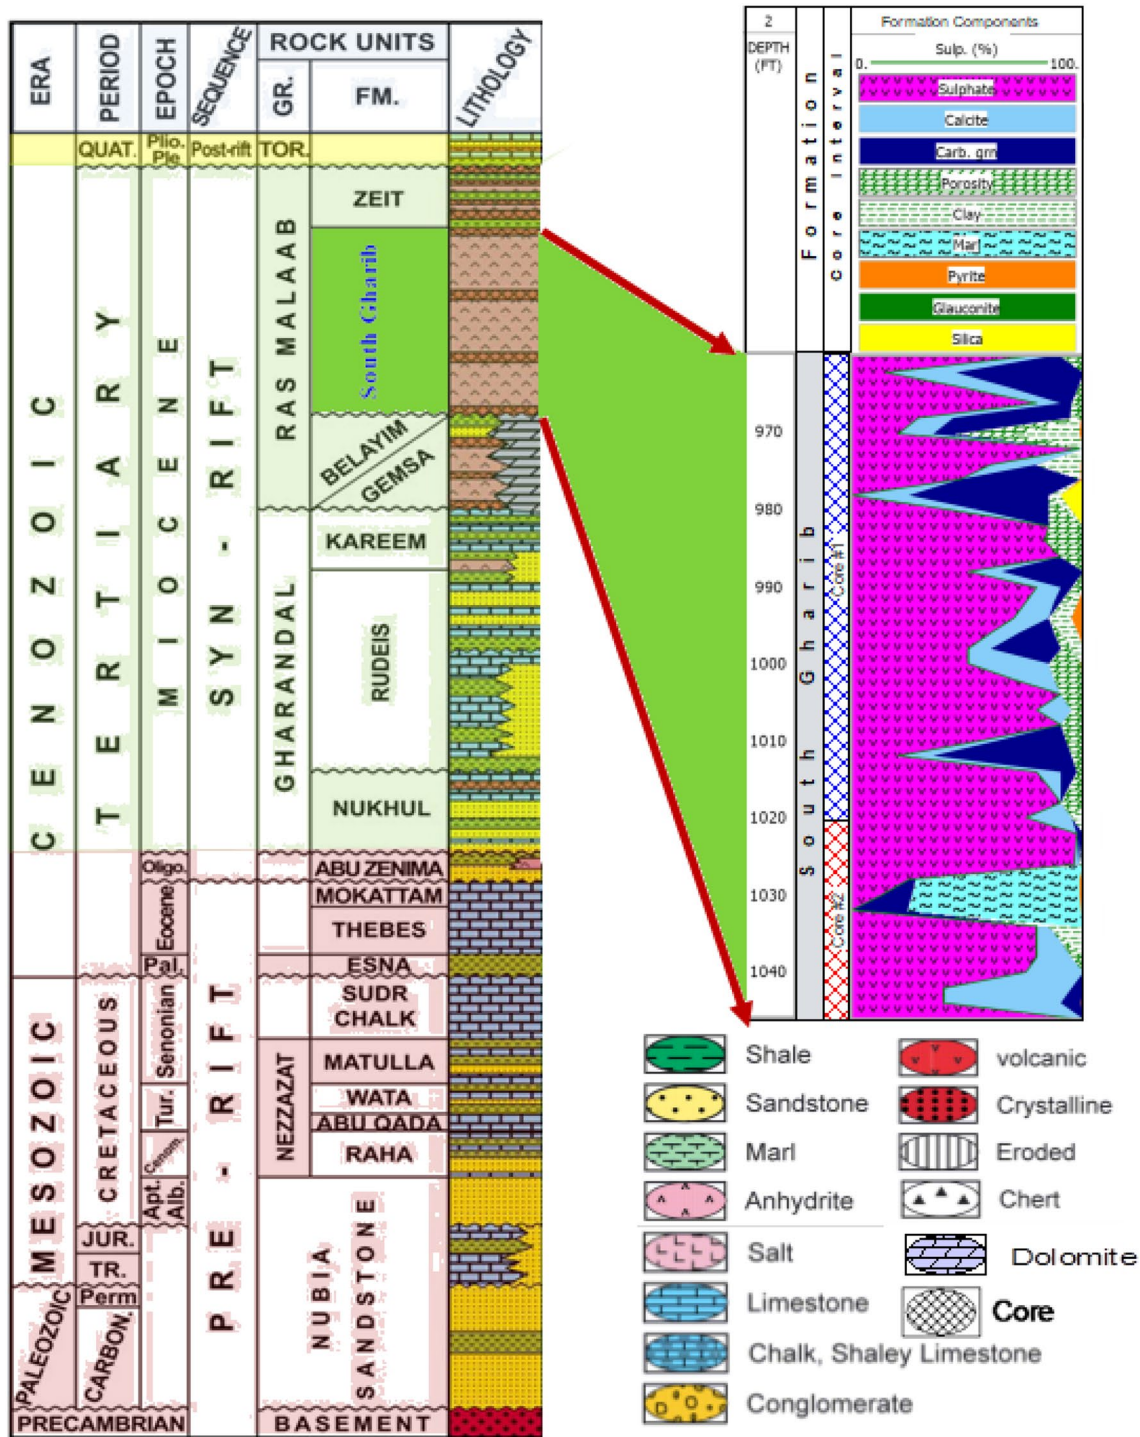 ERA
PERIOD
EPOCH
SEQUENCE
ROCK UNITS
GR.
FM.
LITHOLOGY
QUAT.
Plio.
Ple
Post-rift
TOR.
CENOZOIC
TERTIARY
MIOCENE
SYN - RIFT
RAS MALAAB
ZEIT
South Gharib
BELAYIM
GEMSA
GHARANDAL
KAREEM
RUDEIS
NUKHUL
Oligo.
ABU ZENIMA
Eocene
MOKATTAM
THEBES
Pal.
ESNA
MESOZOIC
CRETACEOUS
Senonian
PRE - RIFT
SUDR
CHALK
NEZZAZAT
MATULLA
Tur.
WATA
ABU QADA
Cenom.
RAHA
Apt.
Alb.
NUBIA
SANDSTONE
JUR.
TR.
PALEOZOIC
Perm
CARBON.
PRECAMBRIAN
BASEMENT
2
DEPTH
(FT)
Formation
Core Interval
Formation Components
Sulp. (%)
0. 100.
Sulphate
Calcite
Carb. grn
Porosity
Clay
Marl
Pyrite
Glauconite
Silica
970
980
990
1000
1010
1020
1030
1040
South Gharib
Core #1
Core #2
Shale
Sandstone
Marl
Anhydrite
Salt
Limestone
Chalk, Shaley Limestone
Conglomerate
volcanic
Crystalline
Eroded
Chert
Dolomite
Core